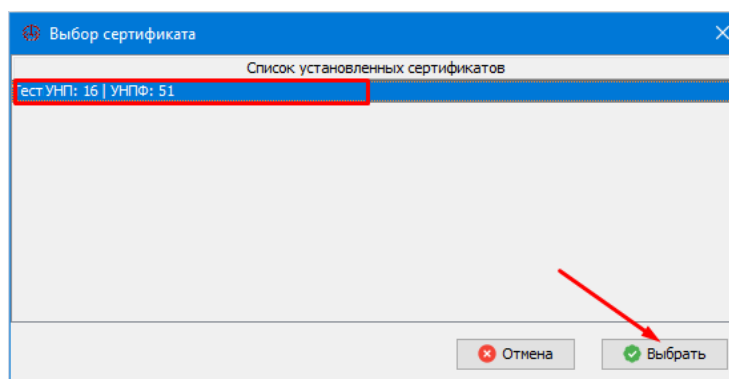 Выбор сертификата
Список установленных сертификатов
Тест УНП: 16 | УНПФ: 51
Отмена
Выбрать